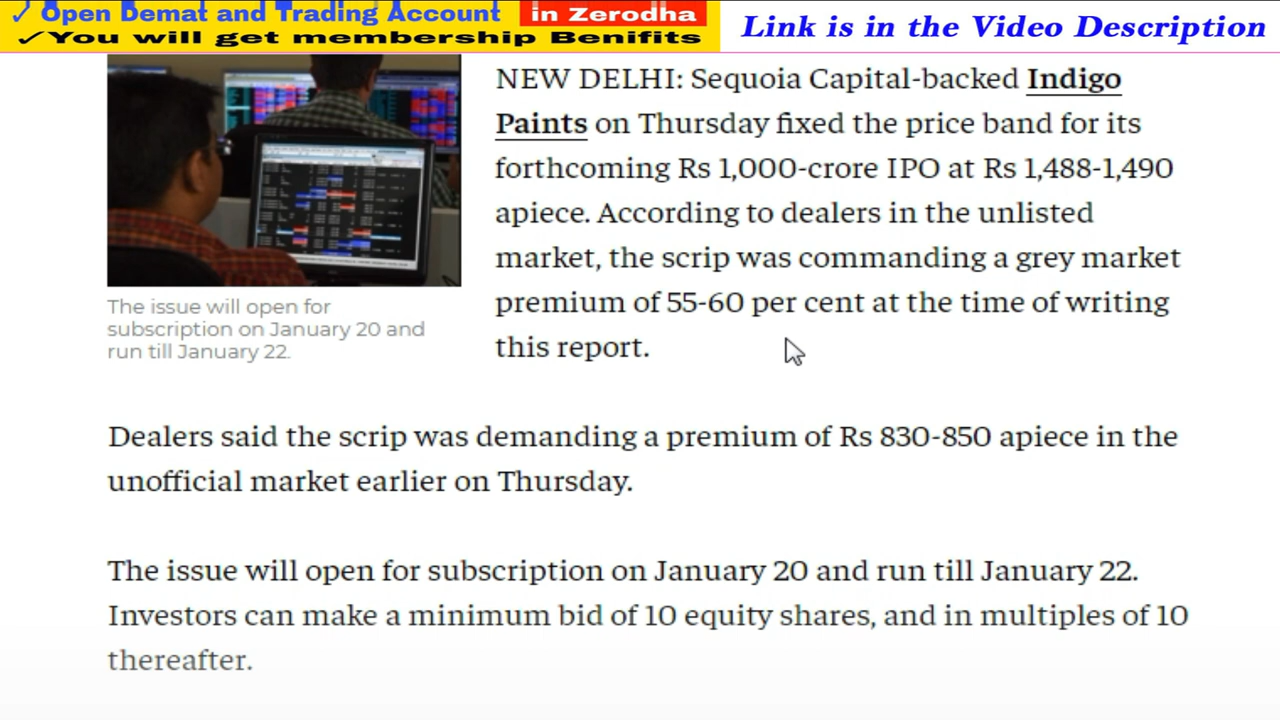 ✓ Open Demat and Trading Account in Zerodha
✓You will get membership Benifits
Link is in the Video Description
NEW DELHI: Sequoia Capital-backed Indigo
Paints on Thursday fixed the price band for its
forthcoming Rs 1,000-crore IPO at Rs 1,488-1,490
apiece. According to dealers in the unlisted
market, the scrip was commanding a grey market
premium of 55-60 per cent at the time of writing
this report.
The issue will open for
subscription on January 20 and
run till January 22.
Dealers said the scrip was demanding a premium of Rs 830-850 apiece in the
unofficial market earlier on Thursday.
The issue will open for subscription on January 20 and run till January 22.
Investors can make a minimum bid of 10 equity shares, and in multiples of 10
thereafter.